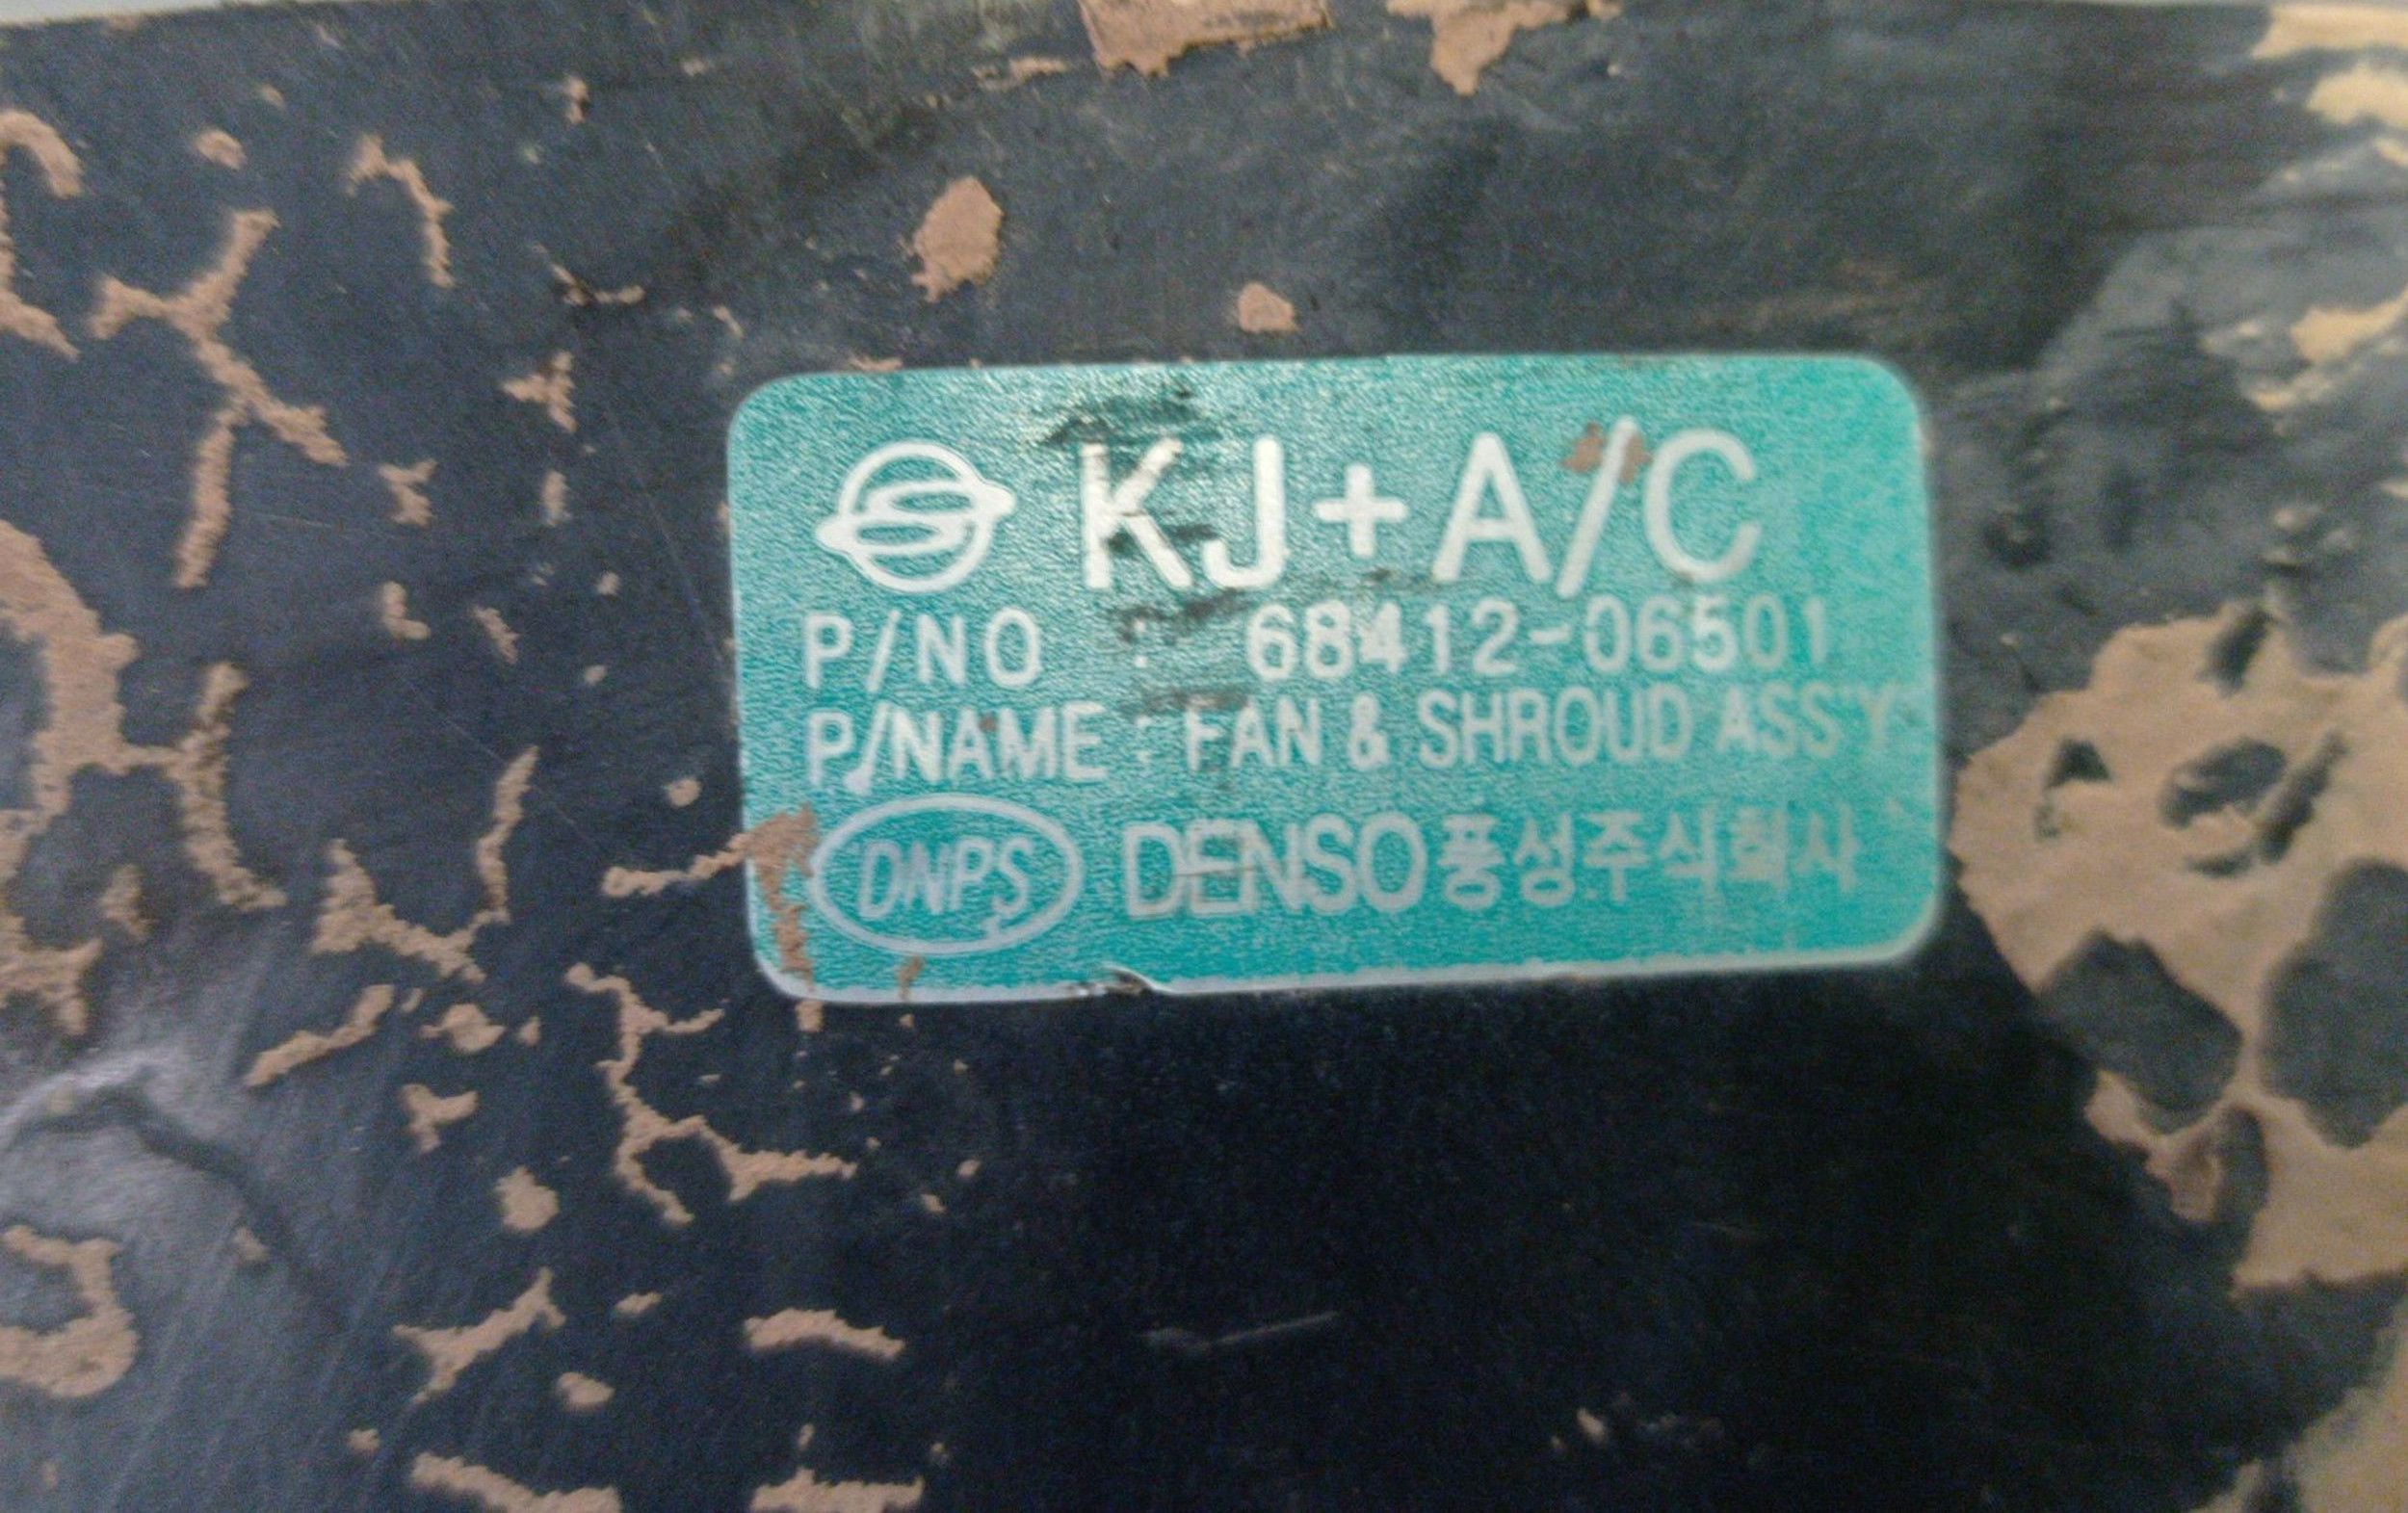 KJ+A/C
P/NO : 68412-06501
P/NAME : FAN & SHROUD ASS'Y
DNPS DENSO풍성주식회사